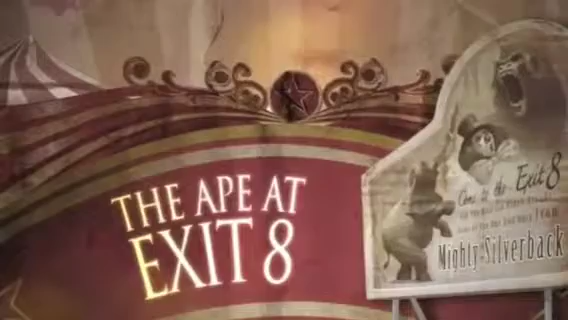 THE APE AT
EXIT 8
Come to the Exit 8
Mighty Silverback